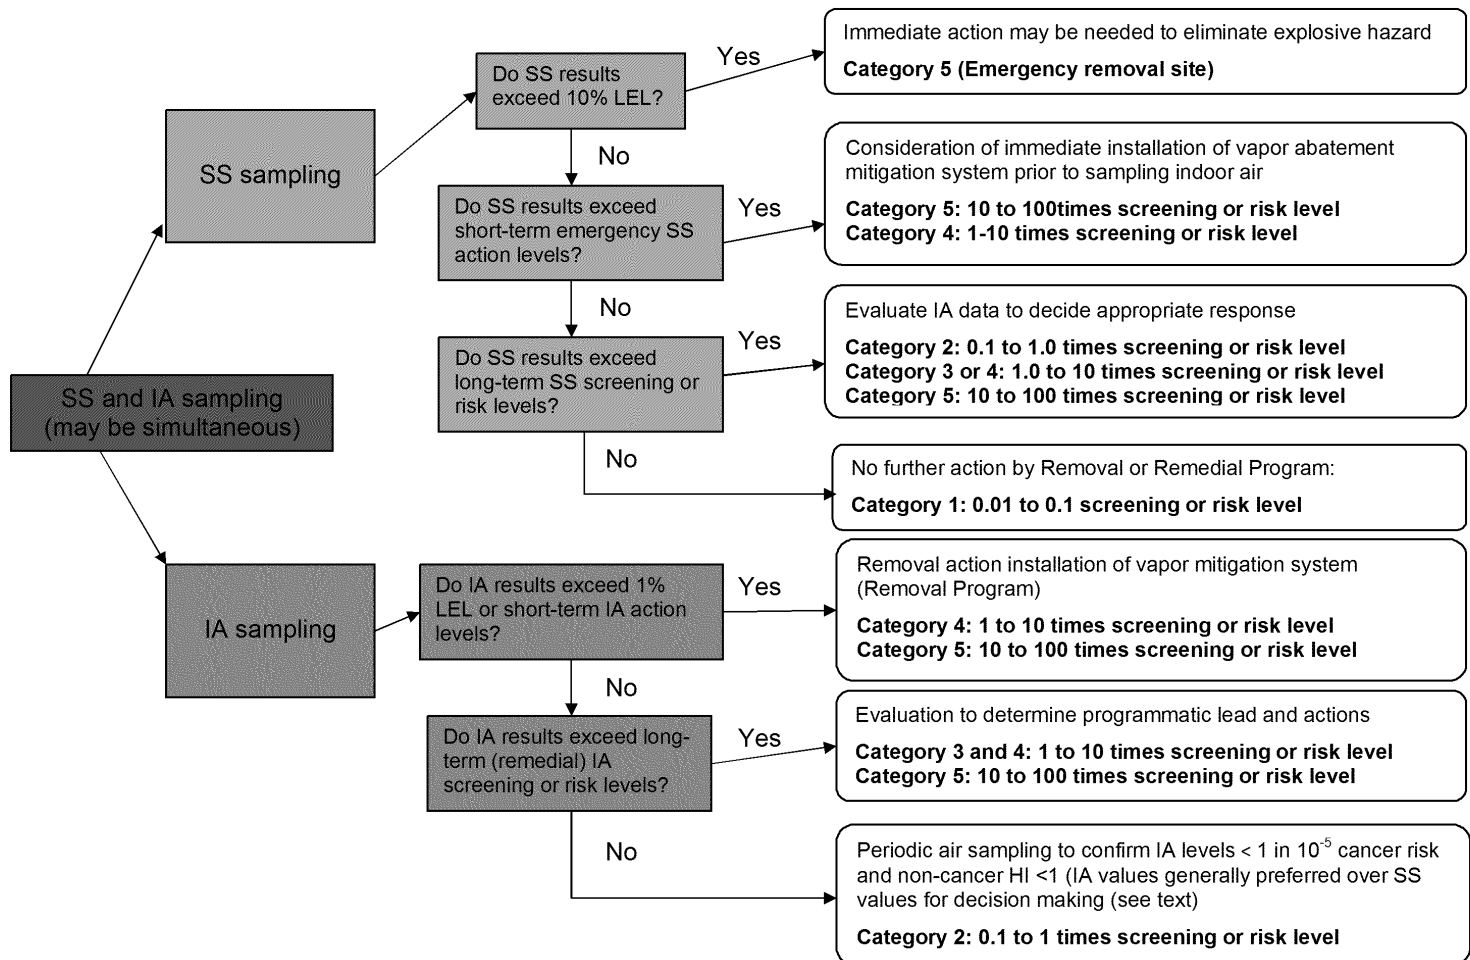 SS and IA sampling
(may be simultaneous)
SS sampling
Do SS results
exceed 10% LEL?
Yes
Immediate action may be needed to eliminate explosive hazard
Category 5 (Emergency removal site)
No
Do SS results exceed
short-term emergency SS
action levels?
Yes
Consideration of immediate installation of vapor abatement
mitigation system prior to sampling indoor air
Category 5: 10 to 100times screening or risk level
Category 4: 1-10 times screening or risk level
No
Do SS results exceed
long-term SS screening or
risk levels?
Yes
Evaluate IA data to decide appropriate response
Category 2: 0.1 to 1.0 times screening or risk level
Category 3 or 4: 1.0 to 10 times screening or risk level
Category 5: 10 to 100 times screening or risk level
No
No further action by Removal or Remedial Program:
Category 1: 0.01 to 0.1 screening or risk level
IA sampling
Do IA results exceed 1%
LEL or short-term IA action
levels?
Yes
Removal action installation of vapor mitigation system
(Removal Program)
Category 4: 1 to 10 times screening or risk level
Category 5: 10 to 100 times screening or risk level
No
Do IA results exceed long-
term (remedial) IA
screening or risk levels?
Yes
Evaluation to determine programmatic lead and actions
Category 3 and 4: 1 to 10 times screening or risk level
Category 5: 10 to 100 times screening or risk level
No
Periodic air sampling to confirm IA levels < 1 in 10⁻⁵ cancer risk
and non-cancer HI <1 (IA values generally preferred over SS
values for decision making (see text)
Category 2: 0.1 to 1 times screening or risk level